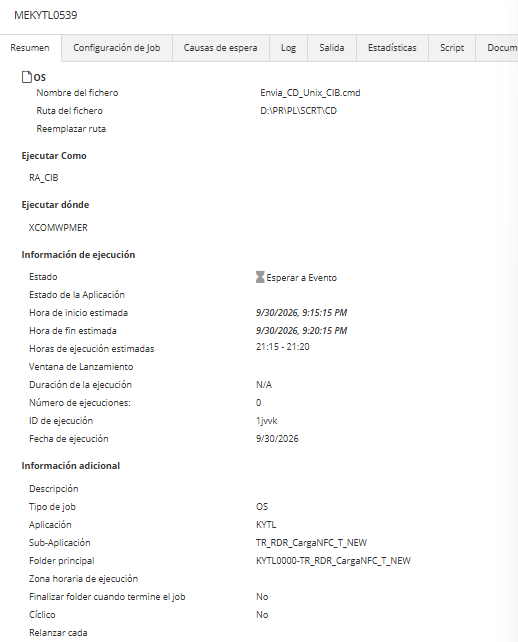 MEKYTL0539
Resumen Configuración de Job Causas de espera Log Salida Estadísticas Script Docum
OS
Nombre del fichero Envia_CD_Unix_CIB.cmd
Ruta del fichero D:\PR\PL\SCRT\CD
Reemplazar ruta
Ejecutar Como
RA_CIB
Ejecutar dónde
XCOMWPMER
Información de ejecución
Estado Esperar a Evento
Estado de la Aplicación
Hora de inicio estimada 9/30/2026, 9:15:15 PM
Hora de fin estimada 9/30/2026, 9:20:15 PM
Horas de ejecución estimadas 21:15 - 21:20
Ventana de Lanzamiento
Duración de la ejecución N/A
Número de ejecuciones: 0
ID de ejecución 1jvvk
Fecha de ejecución 9/30/2026
Información adicional
Descripción
Tipo de job OS
Aplicación KYTL
Sub-Aplicación TR_RDR_CargaNFC_T_NEW
Folder principal KYTL0000-TR_RDR_CargaNFC_T_NEW
Zona horaria de ejecución
Finalizar folder cuando termine el job No
Cíclico No
Relanzar cada